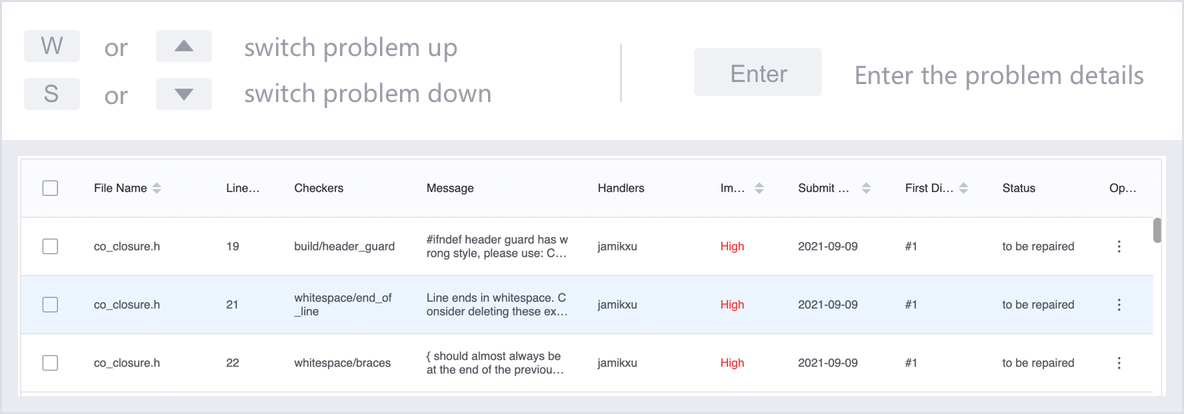 W or ▲ switch problem up
S or ▼ switch problem down
Enter Enter the problem details
File Name Line... Checkers Message Handlers Im... Submit ... First Di... Status Op...
co_closure.h 19 build/header_guard #ifndef header guard has w jamikxu High 2021-09-09 #1 to be repaired
rong style, please use: C...
co_closure.h 21 whitespace/end_of Line ends in whitespace. C jamikxu High 2021-09-09 #1 to be repaired
_line onsider deleting these ex...
co_closure.h 22 whitespace/braces { should almost always be jamikxu High 2021-09-09 #1 to be repaired
at the end of the previou...